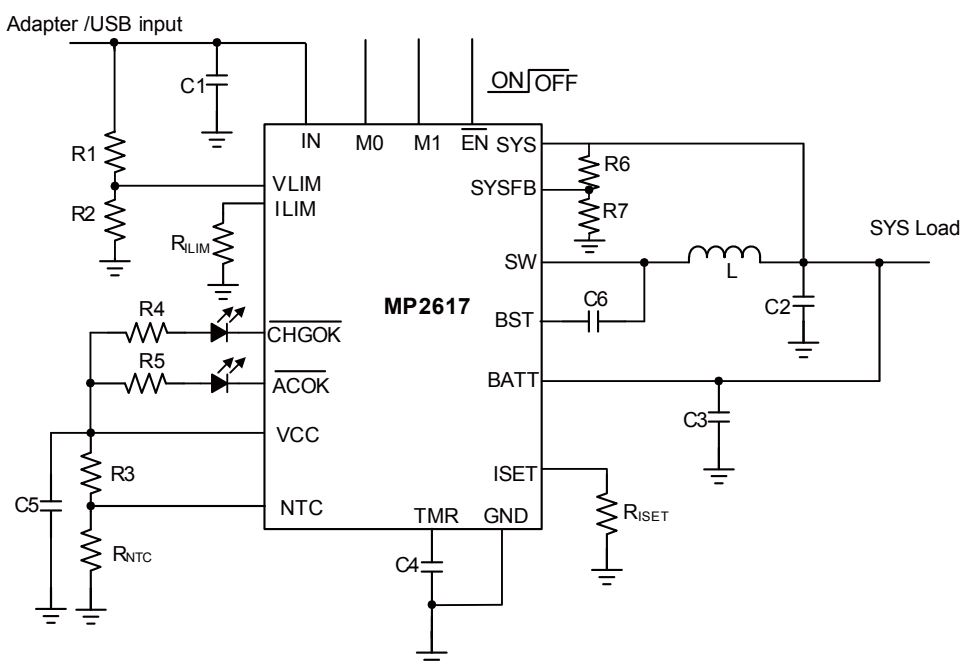 Adapter /USB input
C1
ON OFF
IN M0 M1 EN SYS
R1
R6
SYSFB
VLIM
R2
ILIM
R7
SYS Load
RILIM
SW
L
MP2617
C6
C2
R4
BST
CHGOK
R5
ACOK
BATT
C3
VCC
R3
ISET
C5
NTC
TMR GND
RISET
RNTC
C4